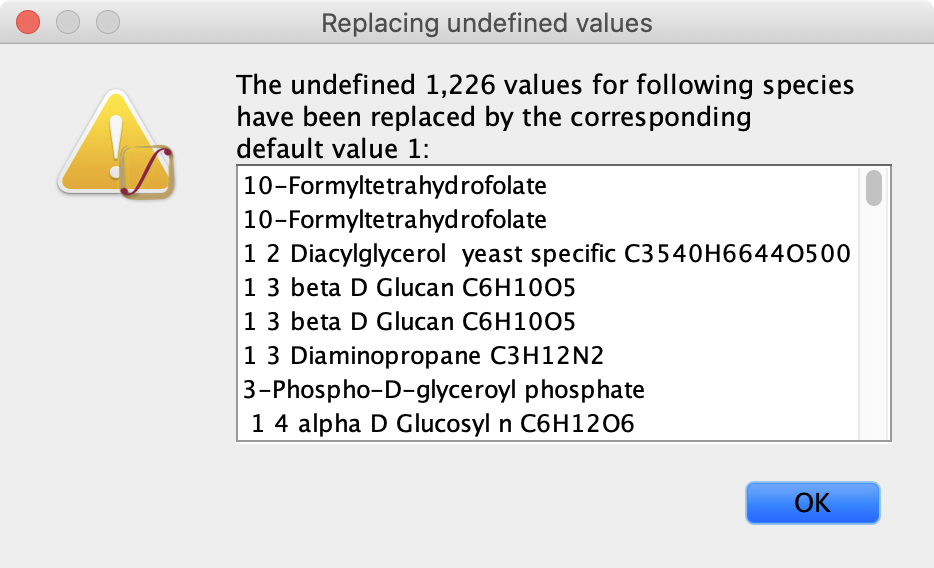 Replacing undefined values
The undefined 1,226 values for following species
have been replaced by the corresponding
default value 1:
10-Formyltetrahydrofolate
10-Formyltetrahydrofolate
1 2 Diacylglycerol  yeast specific C3540H6644O500
1 3 beta D Glucan C6H10O5
1 3 beta D Glucan C6H10O5
1 3 Diaminopropane C3H12N2
3-Phospho-D-glyceroyl phosphate
1 4 alpha D Glucosyl n C6H12O6
OK